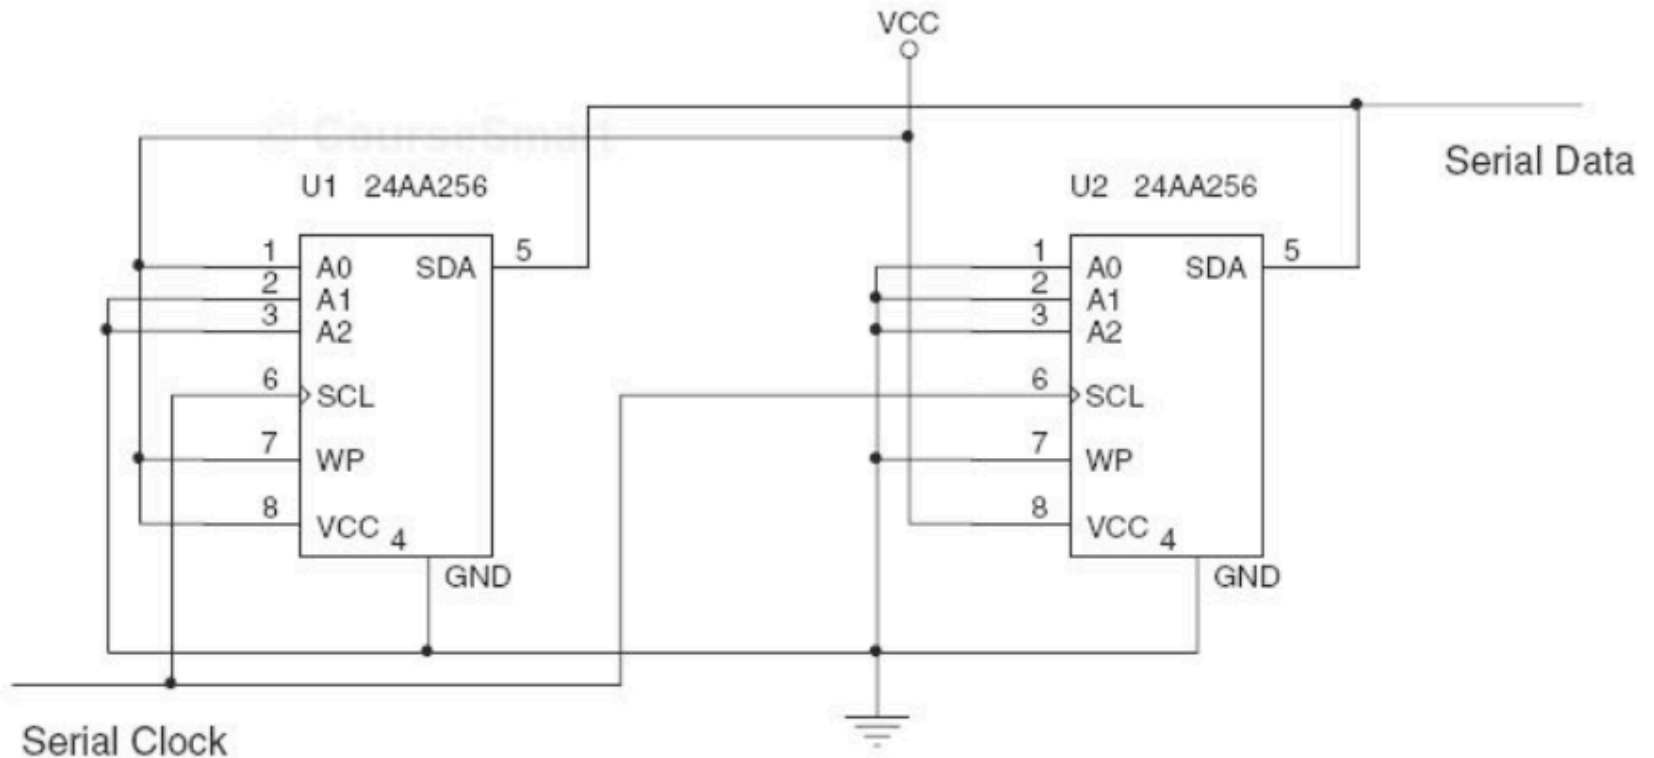 VCC
© CourseSmart
Serial Data
U1 24AA256
U2 24AA256
1 A0 SDA 5
2 A1
3 A2
6 SCL
7 WP
8 VCC 4
GND
1 A0 SDA 5
2 A1
3 A2
6 SCL
7 WP
8 VCC 4
GND
Serial Clock